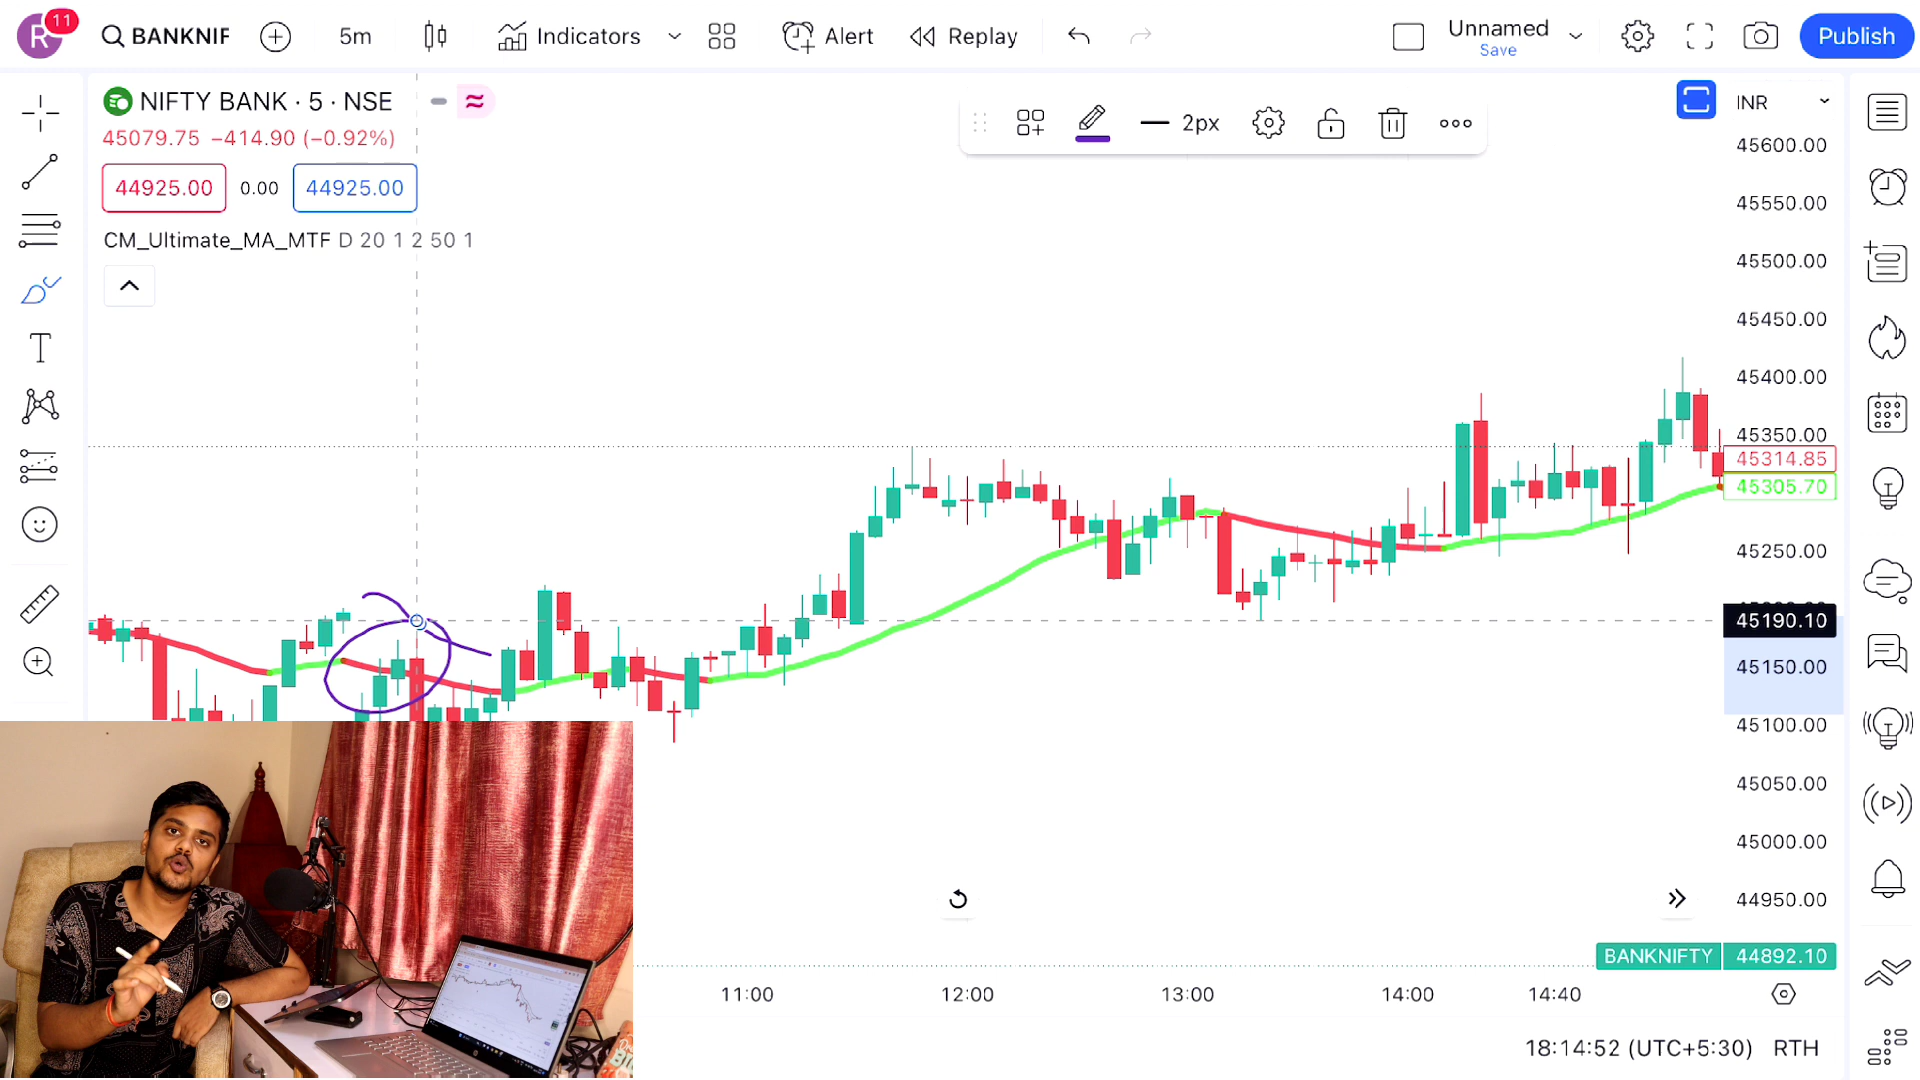 R 11 BANKNIF 5m Indicators Alert Replay Unnamed Save Publish
NIFTY BANK · 5 · NSE
45079.75 −414.90 (−0.92%)
44925.00 0.00 44925.00
CM_Ultimate_MA_MTF D 20 1 2 50 1
2px
INR
45600.00
45550.00
45500.00
45450.00
45400.00
45350.00
45314.85
45305.70
45250.00
45190.10
45150.00
45100.00
45050.00
45000.00
44950.00
BANKNIFTY 44892.10
11:00 12:00 13:00 14:00 14:40
18:14:52 (UTC+5:30) RTH